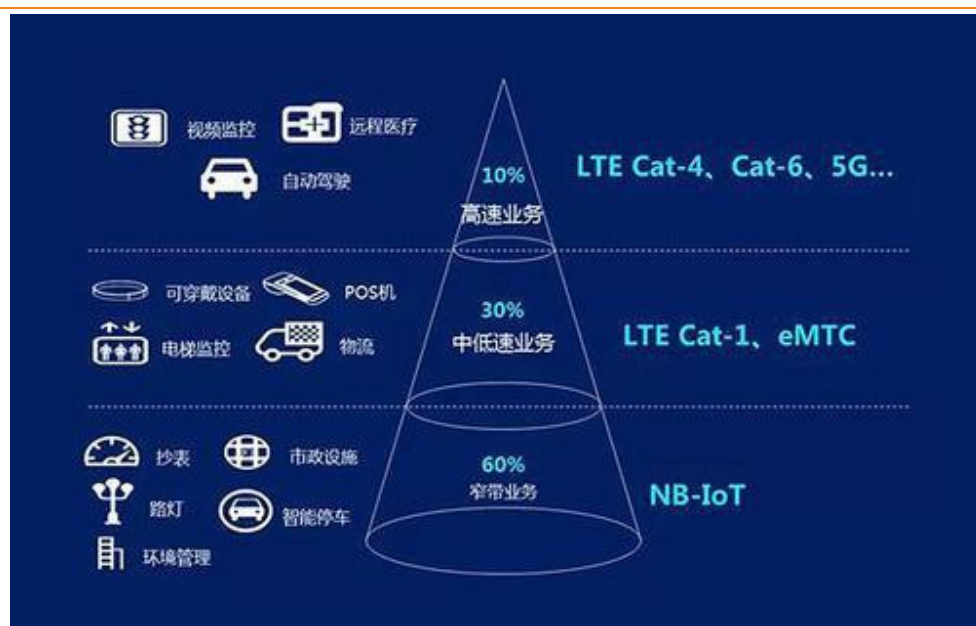 视频监控
远程医疗
自动驾驶
10%
高速业务
LTE Cat-4、Cat-6、5G...
可穿戴设备
POS机
电梯监控
物流
30%
中低速业务
LTE Cat-1、eMTC
抄表
市政设施
路灯
智能停车
环境管理
60%
窄带业务
NB-IoT